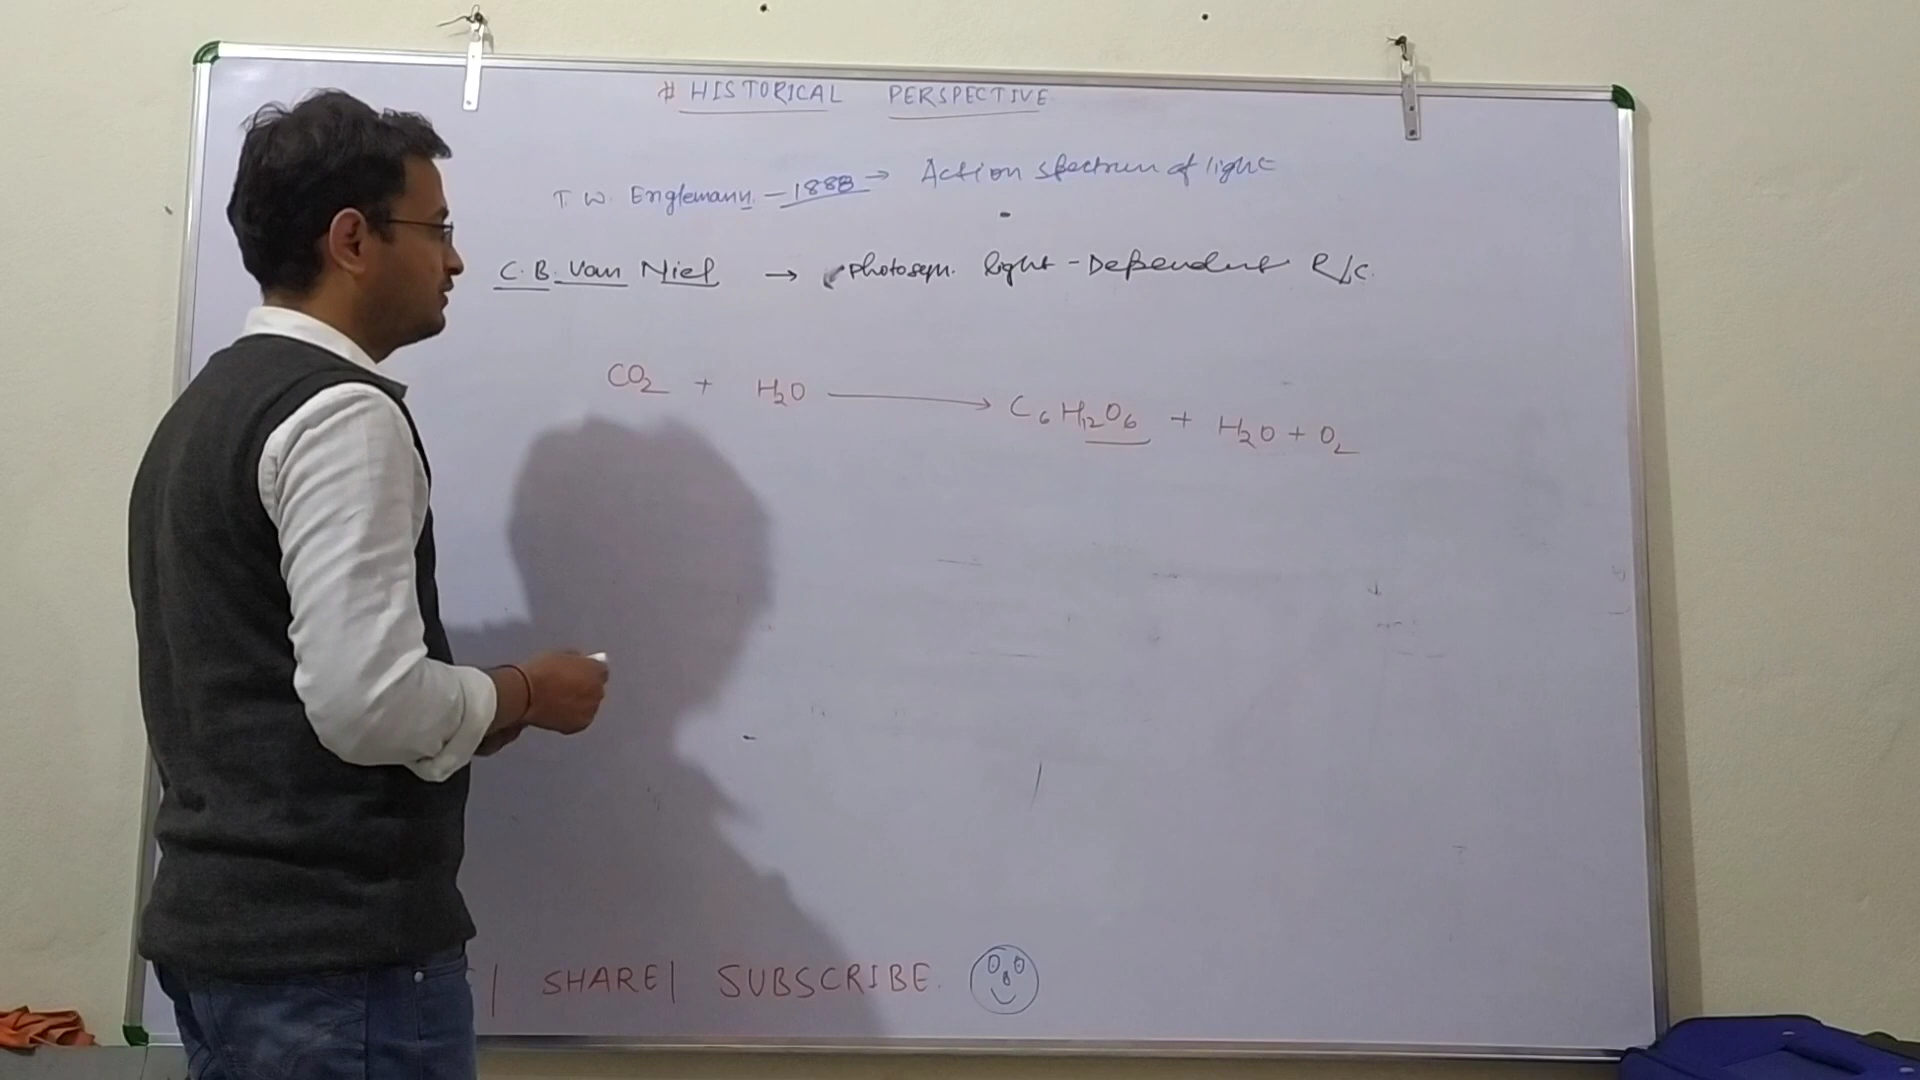 # HISTORICAL PERSPECTIVE
T. W. Englemann - 1888 → Action spectrum of light
C. B. Van Niel → photosyn. light - Dependent R/c.
CO2 + H2O → C6H12O6 + H2O + O2
| SHARE | SUBSCRIBE.